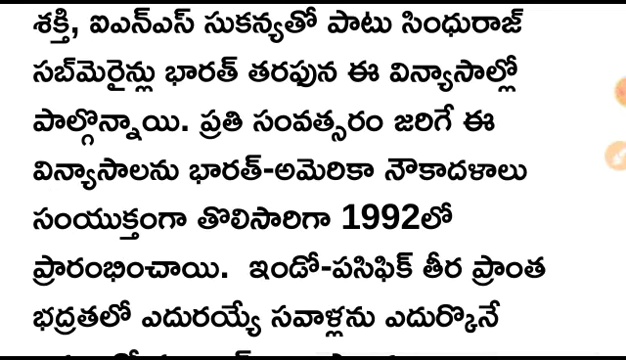 శక్తి, ఐఎన్ఎస్ సుకన్యతో పాటు సింధురాజ్
సబ్‌మెరైన్లు భారత్ తరఫున ఈ విన్యాసాల్లో
పాల్గొన్నాయి. ప్రతి సంవత్సరం జరిగే ఈ
విన్యాసాలను భారత్-అమెరికా నౌకాదళాలు
సంయుక్తంగా తొలిసారిగా 1992లో
ప్రారంభించాయి. ఇండో-పసిఫిక్ తీర ప్రాంత
భద్రతలో ఎదురయ్యే సవాళ్లను ఎదుర్కొనే